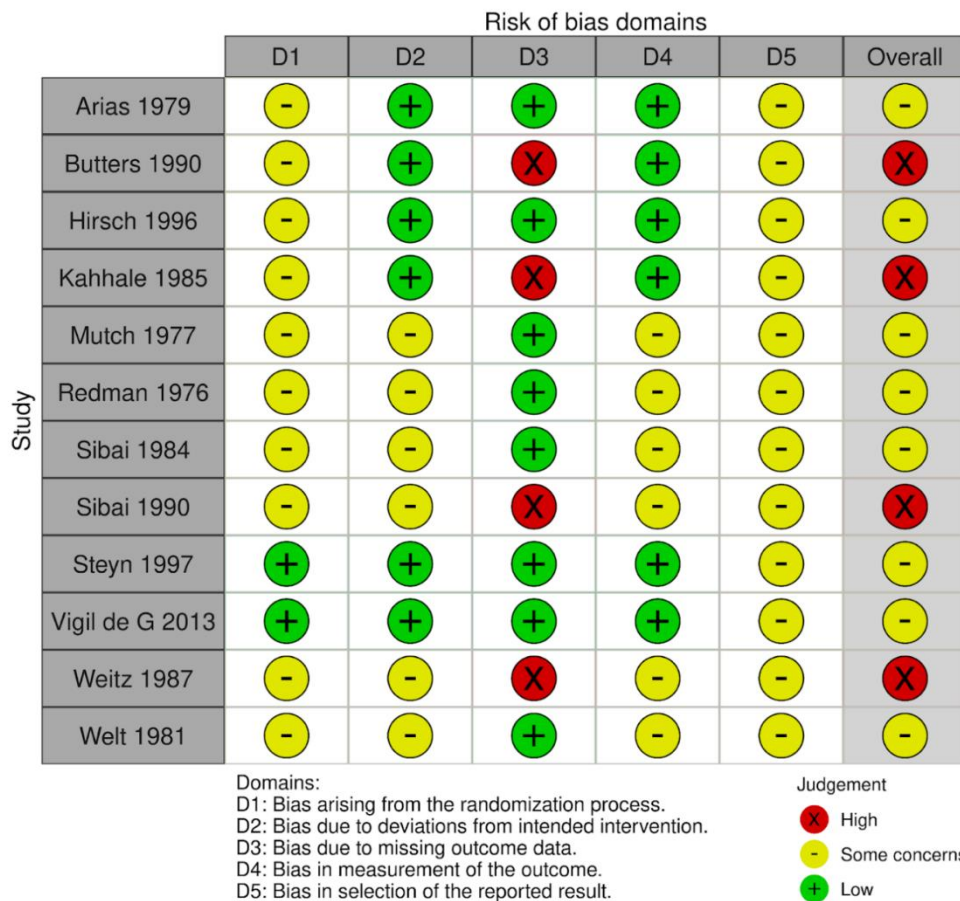 Risk of bias domains
D1 D2 D3 D4 D5 Overall
Study
Arias 1979 - + + + - -
Butters 1990 - + X + - X
Hirsch 1996 - + + + - -
Kahhale 1985 - + X + - X
Mutch 1977 - - + - - -
Redman 1976 - - + - - -
Sibai 1984 - - + - - -
Sibai 1990 - - X - - X
Steyn 1997 + + + + - -
Vigil de G 2013 + + + + - -
Weitz 1987 - - X - - X
Welt 1981 - - + - - -
Domains:
D1: Bias arising from the randomization process.
D2: Bias due to deviations from intended intervention.
D3: Bias due to missing outcome data.
D4: Bias in measurement of the outcome.
D5: Bias in selection of the reported result.
Judgement
X High
- Some concerns
+ Low